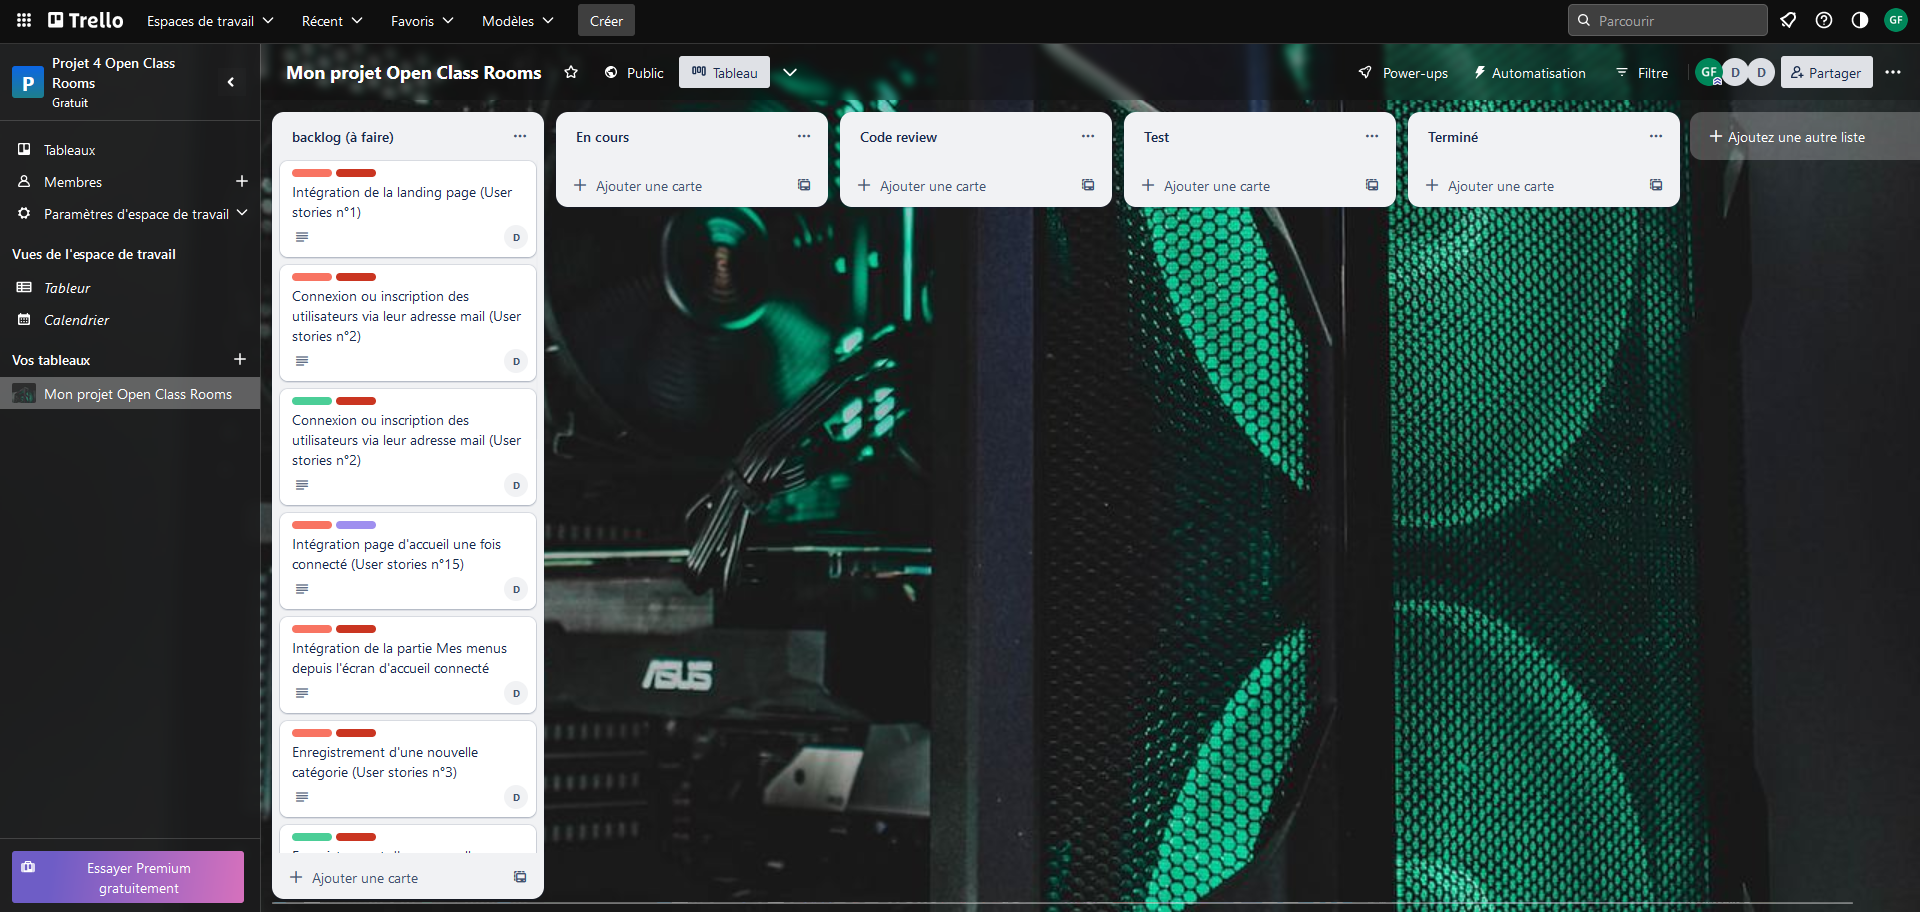 Trello
Espaces de travail
Récent
Favoris
Modèles
Créer
Parcourir
GF
P
Projet 4 Open Class
Rooms
Gratuit
Tableaux
Membres
Paramètres d'espace de travail
Vues de l'espace de travail
Tableur
Calendrier
Vos tableaux
Mon projet Open Class Rooms
Essayer Premium
gratuitement
Mon projet Open Class Rooms
Public
Tableau
Power-ups
Automatisation
Filtre
GF
D
D
Partager
backlog (à faire)
Intégration de la landing page (User
stories n°1)
D
Connexion ou inscription des
utilisateurs via leur adresse mail (User
stories n°2)
D
Connexion ou inscription des
utilisateurs via leur adresse mail (User
stories n°2)
D
Intégration page d'accueil une fois
connecté (User stories n°15)
D
Intégration de la partie Mes menus
depuis l'écran d'accueil connecté
D
Enregistrement d'une nouvelle
catégorie (User stories n°3)
D
Ajouter une carte
En cours
Ajouter une carte
Code review
Ajouter une carte
Test
Ajouter une carte
Terminé
Ajouter une carte
Ajoutez une autre liste
ASUS